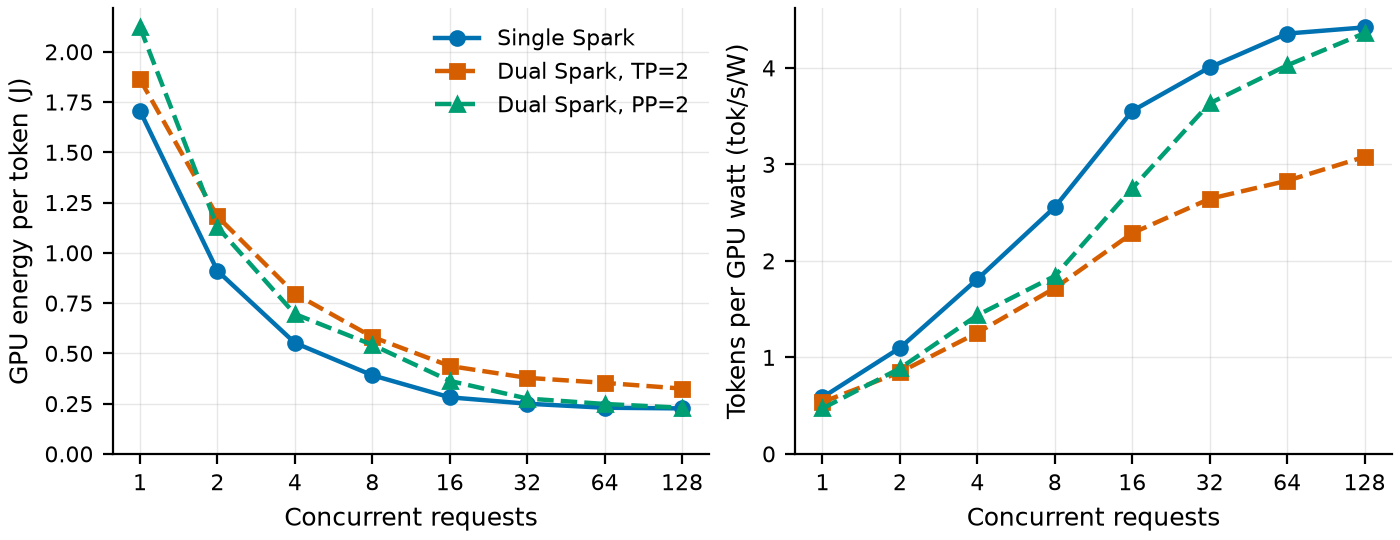 GPU energy per token (J)
2.00
1.75
1.50
1.25
1.00
0.75
0.50
0.25
0.00
Single Spark
Dual Spark, TP=2
Dual Spark, PP=2
1 2 4 8 16 32 64 128
Concurrent requests
Tokens per GPU watt (tok/s/W)
4
3
2
1
0
1 2 4 8 16 32 64 128
Concurrent requests